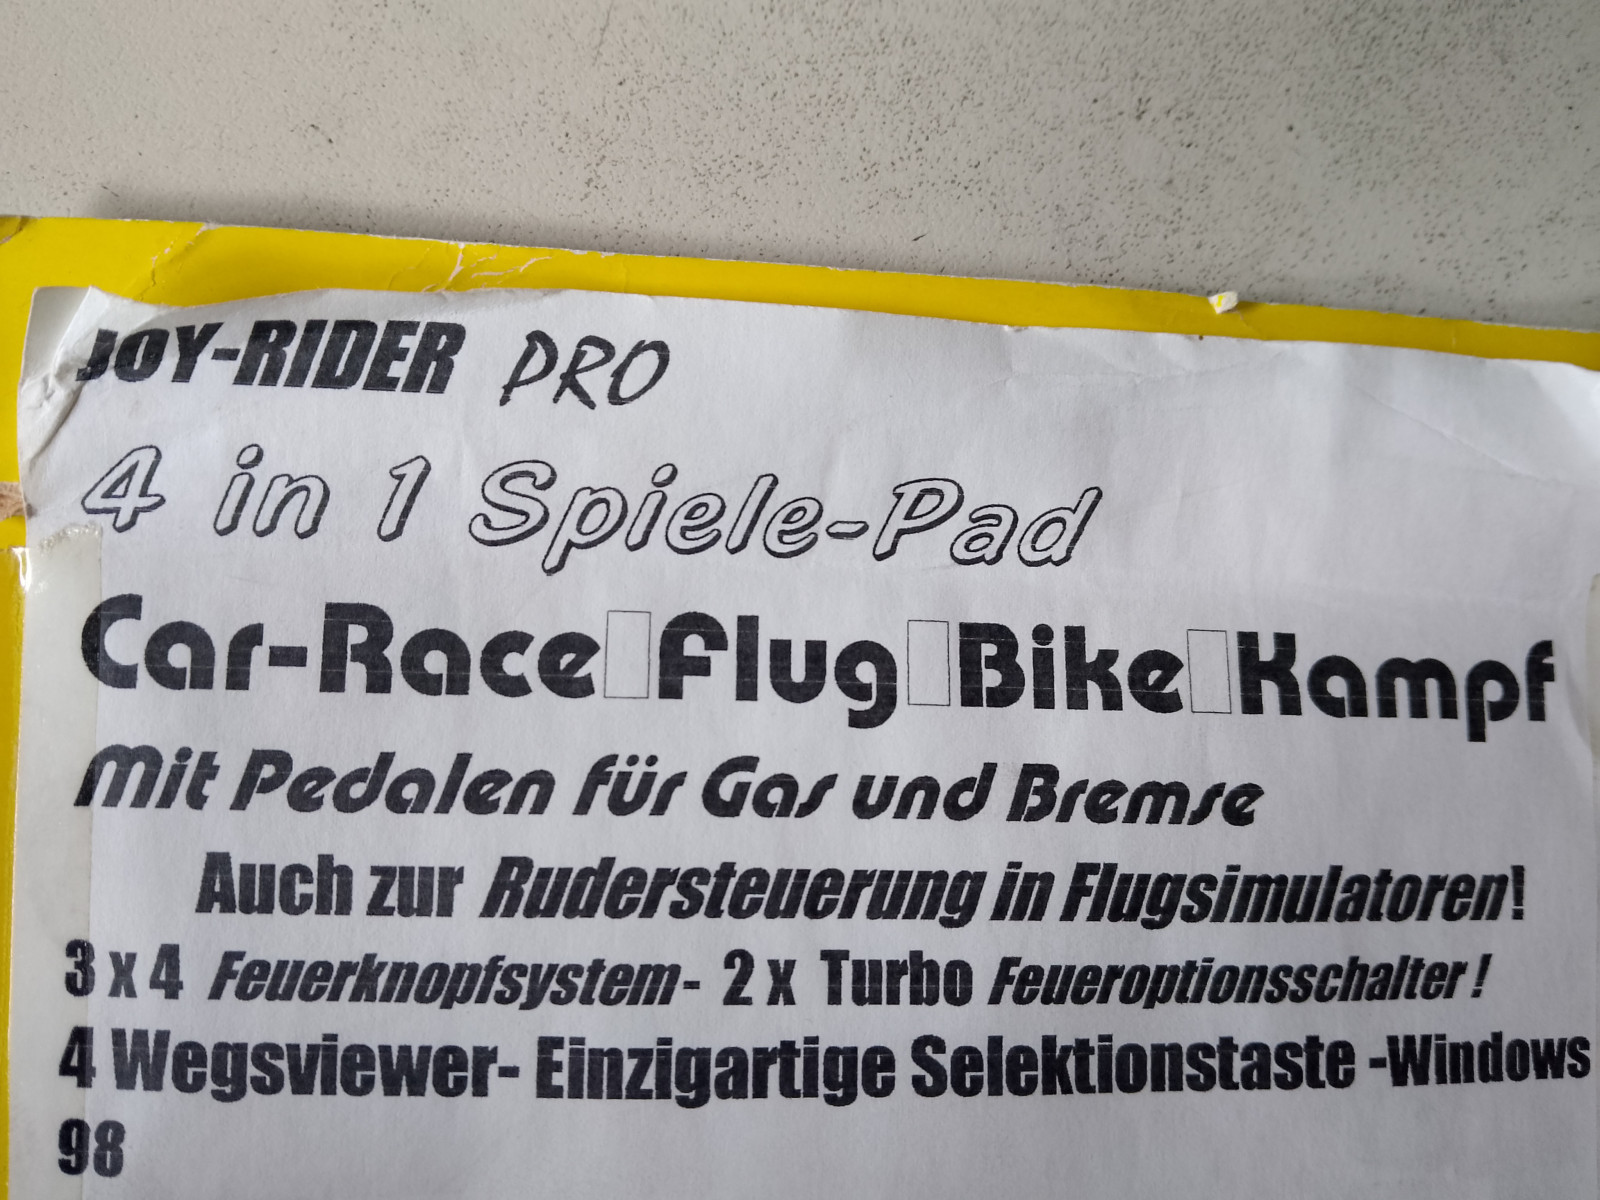 JOY-RIDER PRO
4 in 1 Spiele-Pad
Car-Race▯Flug▯Bike▯Kampf
Mit Pedalen für Gas und Bremse
Auch zur Rudersteuerung in Flugsimulatoren!
3 x 4 Feuerknopfsystem- 2 x Turbo Feueroptionsschalter!
4 Wegsviewer- Einzigartige Selektionstaste -Windows
98